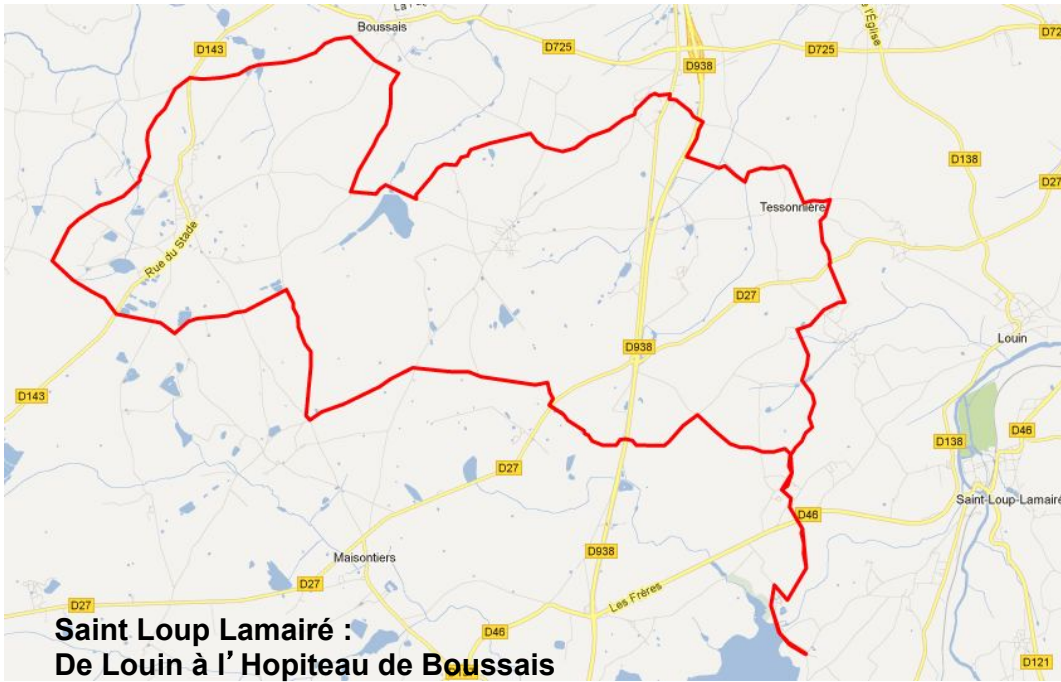 Boussais
l'Église
D143
D725
D938
D725
D138
D27
Tessonnière
Rue du Stade
D27
Louin
D938
D143
D138
D46
D27
Saint-Loup-Lamairé
D46
Maisontiers
D938
D27
Les Frères
D27
D46
D121
Saint Loup Lamairé :
De Louin à l’Hopiteau de Boussais